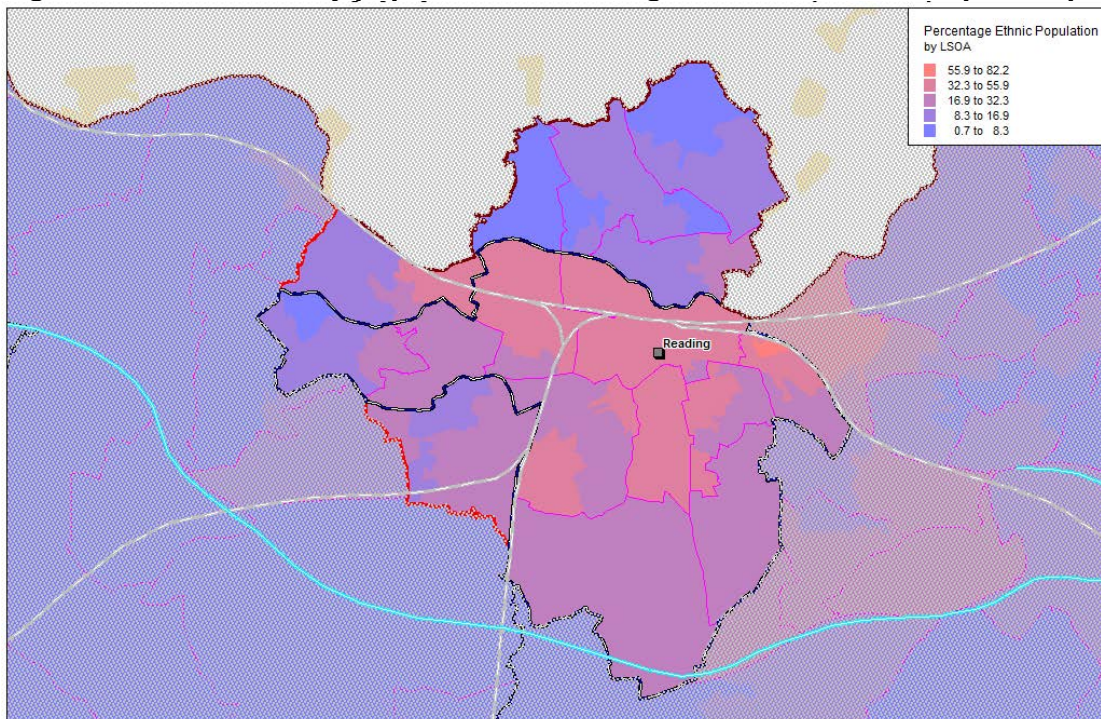 Percentage Ethnic Population
by LSOA
55.9 to 82.2
32.3 to 55.9
16.9 to 32.3
8.3 to 16.9
0.7 to 8.3
Reading